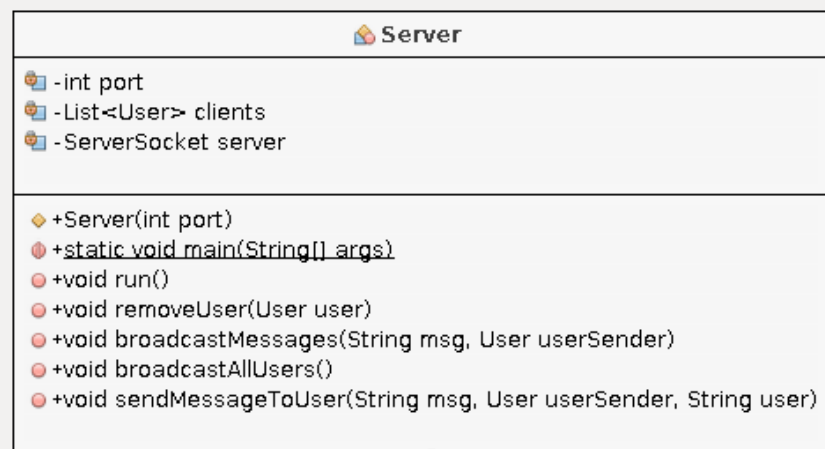 Server
-int port
-List<User> clients
-ServerSocket server
+Server(int port)
+static void main(String[] args)
+void run()
+void removeUser(User user)
+void broadcastMessages(String msg, User userSender)
+void broadcastAllUsers()
+void sendMessageToUser(String msg, User userSender, String user)